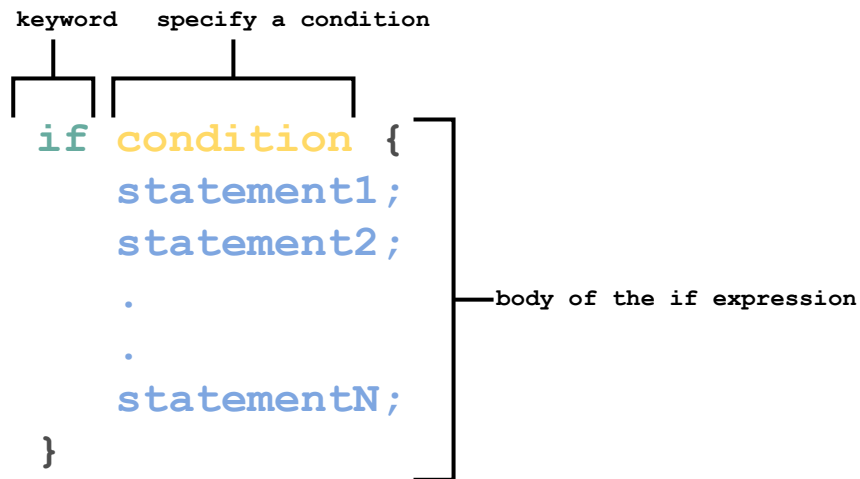 keyword specify a condition
if condition {
statement1;
statement2;
.
.
body of the if expression
statementN;
}